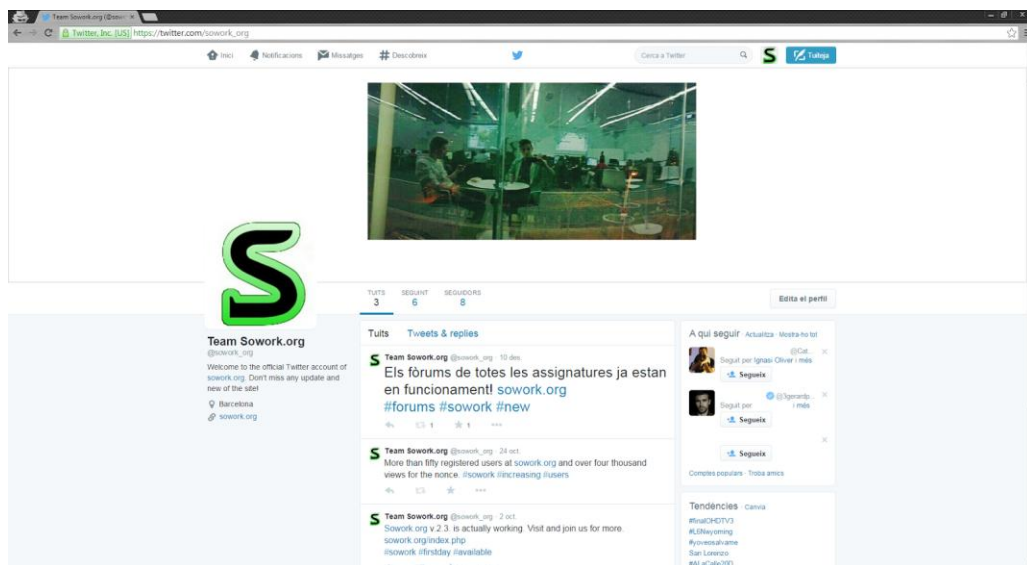 Team Sowork.org (@sowor
Twitter, Inc. [US] https://twitter.com/sowork_org
Inici Notificacions Missatges Descobreix Cerca a Twitter Tuiteja
TUITS SEGUINT SEGUIDORS
3 6 8
Edita el perfil
Team Sowork.org
@sowork_org
Welcome to the official Twitter account of
sowork.org. Don't miss any update and
new of the site!
Barcelona
sowork.org
Tuits Tweets & replies
Team Sowork.org @sowork_org · 10 des.
Els fòrums de totes les assignatures ja estan
en funcionament! sowork.org
#forums #sowork #new
1 1
Team Sowork.org @sowork_org · 24 oct.
More than fifty registered users at sowork.org and over four thousand
views for the nonce. #sowork #increasing #users
Team Sowork.org @sowork_org · 2 oct.
Sowork.org v.2.3. is actually working. Visit and join us for more.
sowork.org/index.php
#sowork #firstday #available
A qui seguir · Actualitza · Mostra-ho tot
@Cat...
Seguit per Ignasi Oliver i més
Segueix
@3gerardp...
Seguit per i més
Segueix
Segueix
Comptes populars · Troba amics
Tendències · Canvia
#finalOHDTV3
#L6Nwyoming
#yoveosalvame
San Lorenzo